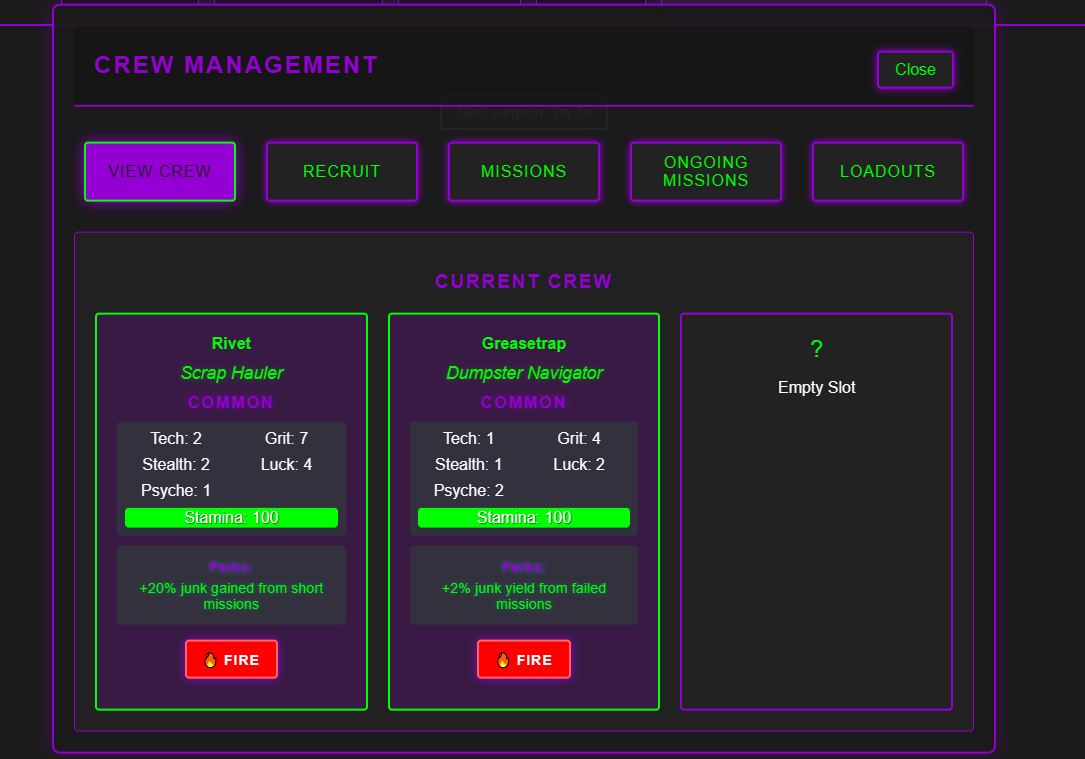 CREW MANAGEMENT
Close
Next surge in: 1m 7s
VIEW CREW
RECRUIT
MISSIONS
ONGOING
MISSIONS
LOADOUTS
CURRENT CREW
Rivet
Scrap Hauler
COMMON
Tech: 2 Grit: 7
Stealth: 2 Luck: 4
Psyche: 1
Stamina: 100
Perks:
+20% junk gained from short
missions
🔥 FIRE
Greasetrap
Dumpster Navigator
COMMON
Tech: 1 Grit: 4
Stealth: 1 Luck: 2
Psyche: 2
Stamina: 100
Perks:
+2% junk yield from failed
missions
🔥 FIRE
?
Empty Slot